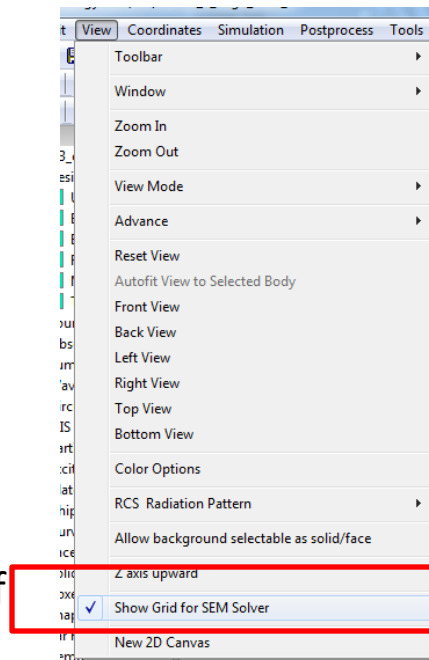 View Coordinates Simulation Postprocess Tools
Toolbar
Window
Zoom In
Zoom Out
View Mode
Advance
Reset View
Autofit View to Selected Body
Front View
Back View
Left View
Right View
Top View
Bottom View
Color Options
RCS Radiation Pattern
Allow background selectable as solid/face
Z axis upward
Show Grid for SEM Solver
New 2D Canvas